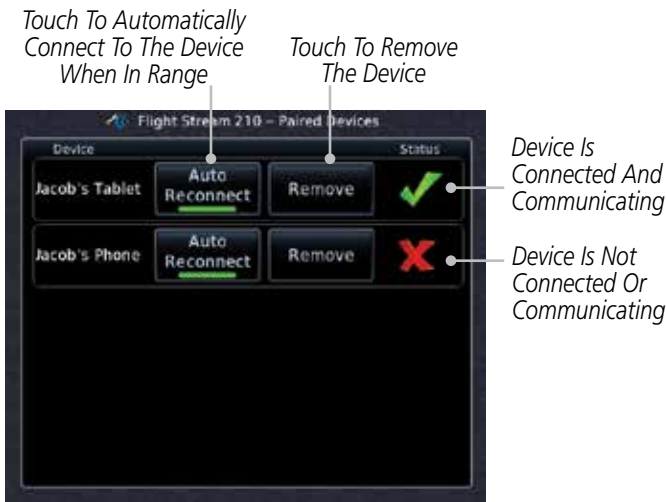 Touch To Automatically
Connect To The Device
When In Range
Touch To Remove
The Device
Flight Stream 210 – Paired Devices
Device
Status
Jacob's Tablet
Auto
Reconnect
Remove
Device Is
Connected And
Communicating
Jacob's Phone
Auto
Reconnect
Remove
Device Is Not
Connected Or
Communicating